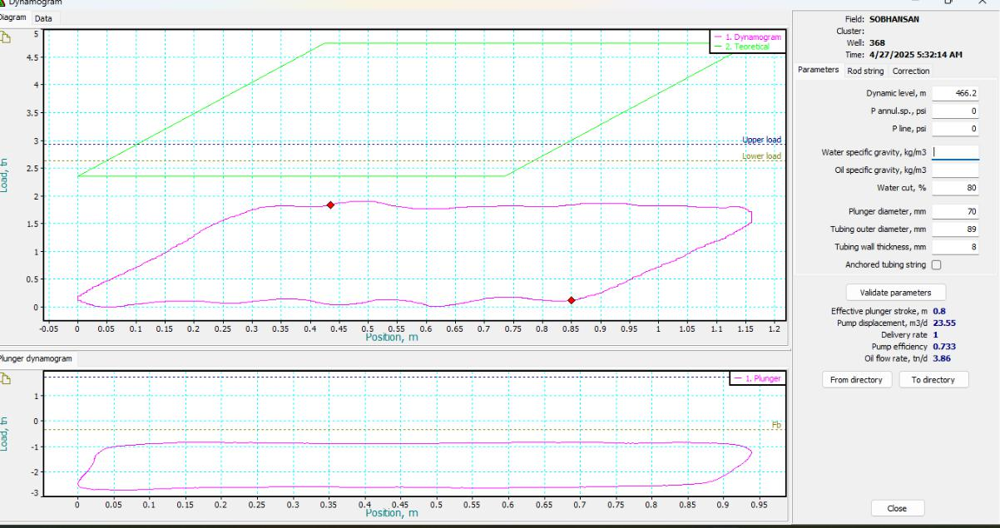 Dynamogram
Diagram Data
1. Dynamogram
2. Teoretical
Upper load
Lower load
Load, tn
5
4.5
4
3.5
3
2.5
2
1.5
1
0.5
0
-0.05 0 0.05 0.1 0.15 0.2 0.25 0.3 0.35 0.4 0.45 0.5 0.55 0.6 0.65 0.7 0.75 0.8 0.85 0.9 0.95 1 1.05 1.1 1.15 1.2
Position, m
Plunger dynamogram
1. Plunger
Fb
Load, tn
1
0
-1
-2
-3
0 0.05 0.1 0.15 0.2 0.25 0.3 0.35 0.4 0.45 0.5 0.55 0.6 0.65 0.7 0.75 0.8 0.85 0.9 0.95
Position, m
Field: SOBHANSAN
Cluster:
Well: 368
Time: 4/27/2025 5:32:14 AM
Parameters Rod string Correction
Dynamic level, m 466.2
P annul.sp., psi 0
P line, psi 0
Water specific gravity, kg/m3
Oil specific gravity, kg/m3
Water cut, % 80
Plunger diameter, mm 70
Tubing outer diameter, mm 89
Tubing wall thickness, mm 8
Anchored tubing string
Validate parameters
Effective plunger stroke, m 0.8
Pump displacement, m3/d 23.55
Delivery rate 1
Pump efficiency 0.733
Oil flow rate, tn/d 3.86
From directory To directory
Close